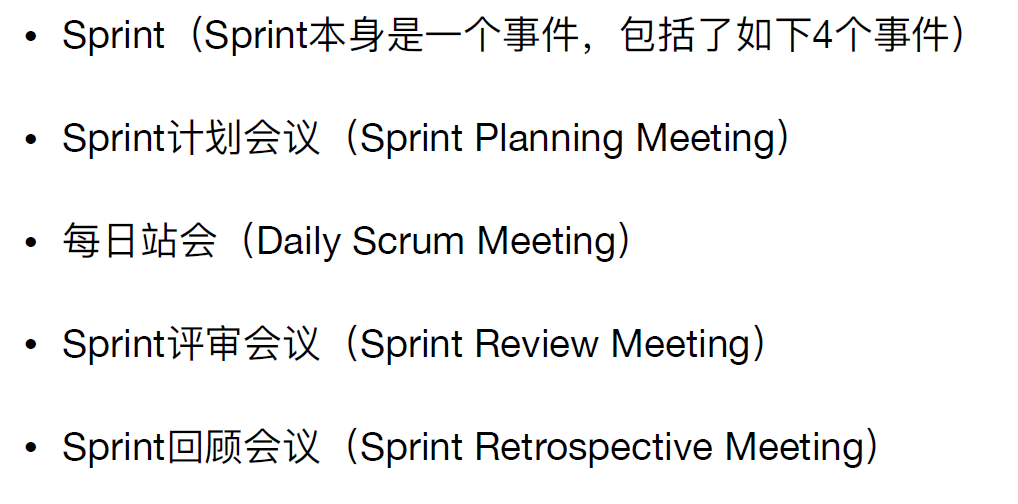 • Sprint（Sprint本身是一个事件，包括了如下4个事件）
• Sprint计划会议（Sprint Planning Meeting）
• 每日站会（Daily Scrum Meeting）
• Sprint评审会议（Sprint Review Meeting）
• Sprint回顾会议（Sprint Retrospective Meeting）